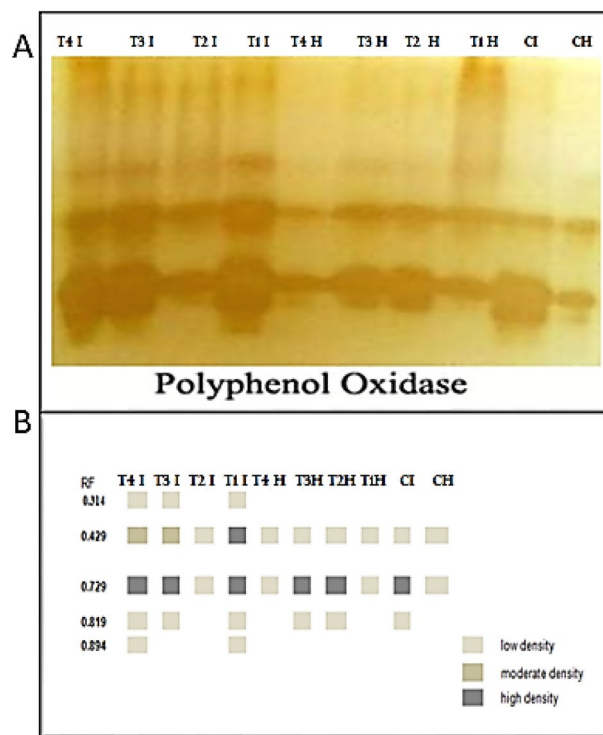 A
T4 I T3 I T2 I T1 I T4 H T3 H T2 H T1 H CI CH
Polyphenol Oxidase
B
RF T4 I T3 I T2 I T1 I T4 H T3H T2H T1H CI CH
0.314
0.429
0.729
0.819
0.894
low density
moderate density
high density